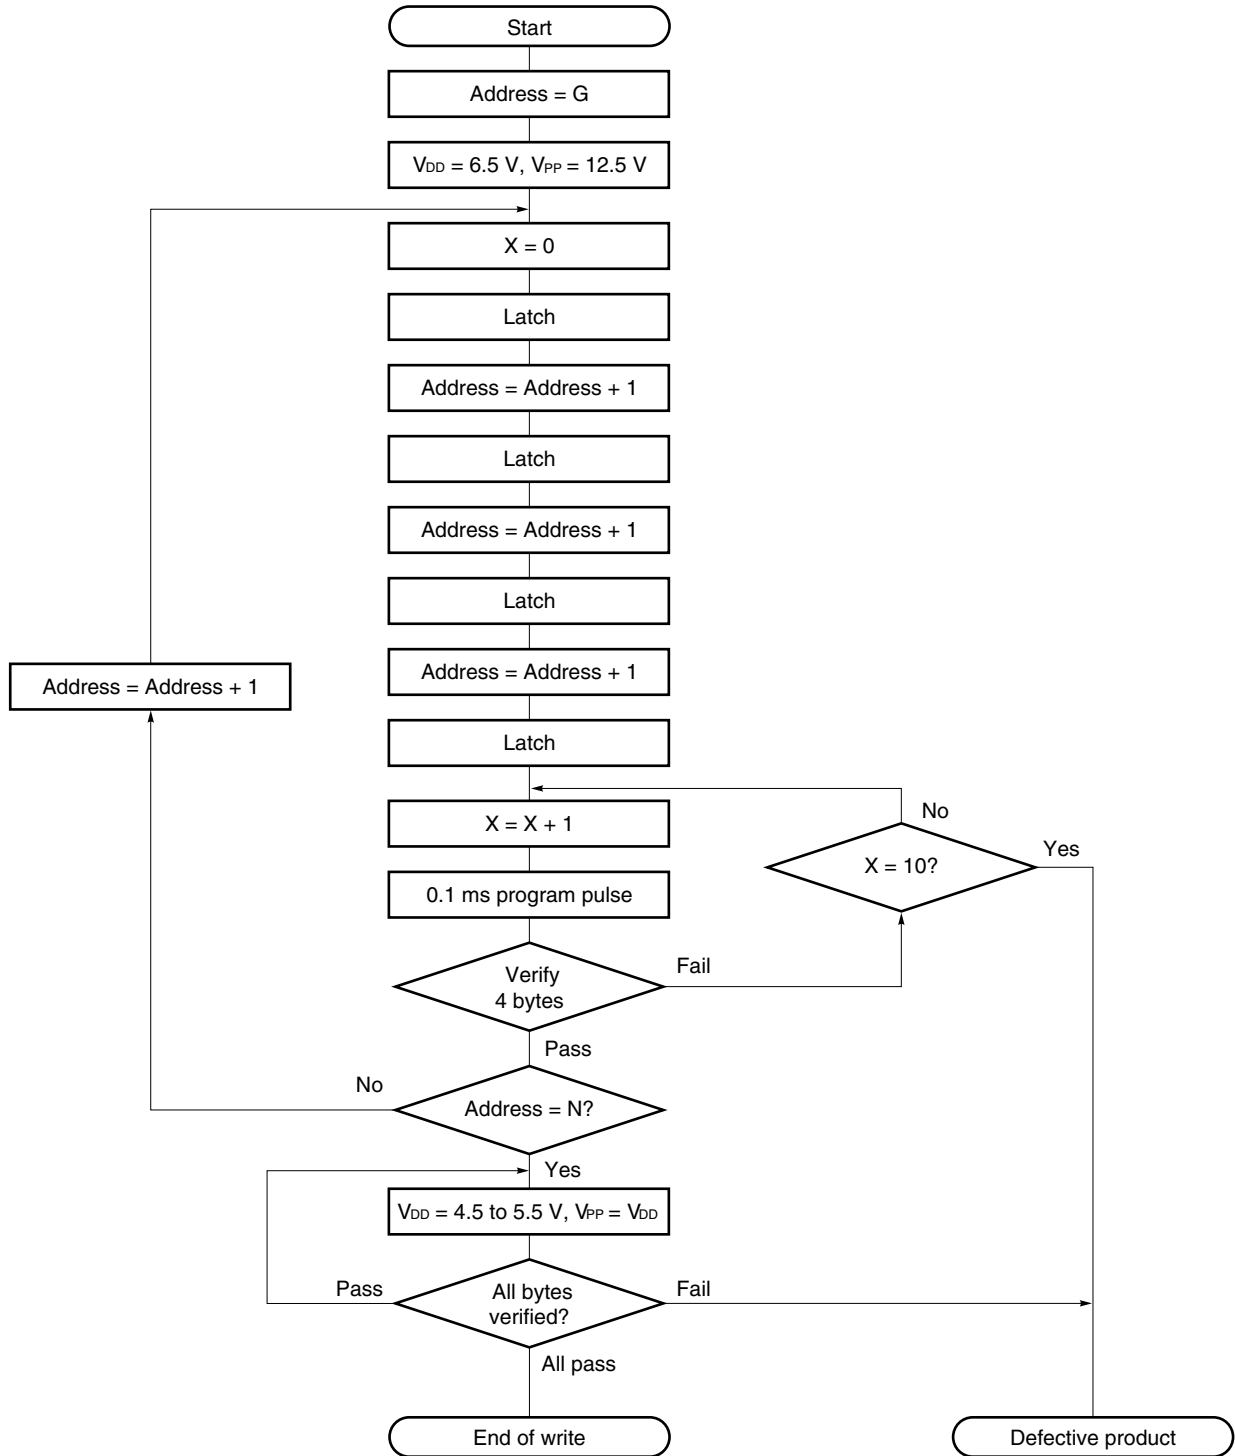 Start
Address = G
VDD = 6.5 V, VPP = 12.5 V
X = 0
Latch
Address = Address + 1
Latch
Address = Address + 1
Latch
Address = Address + 1
Address = Address + 1
Latch
No
X = X + 1
X = 10?
Yes
0.1 ms program pulse
Verify
4 bytes
Fail
Pass
No
Address = N?
Yes
VDD = 4.5 to 5.5 V, VPP = VDD
Pass
All bytes
verified?
Fail
All pass
End of write
Defective product